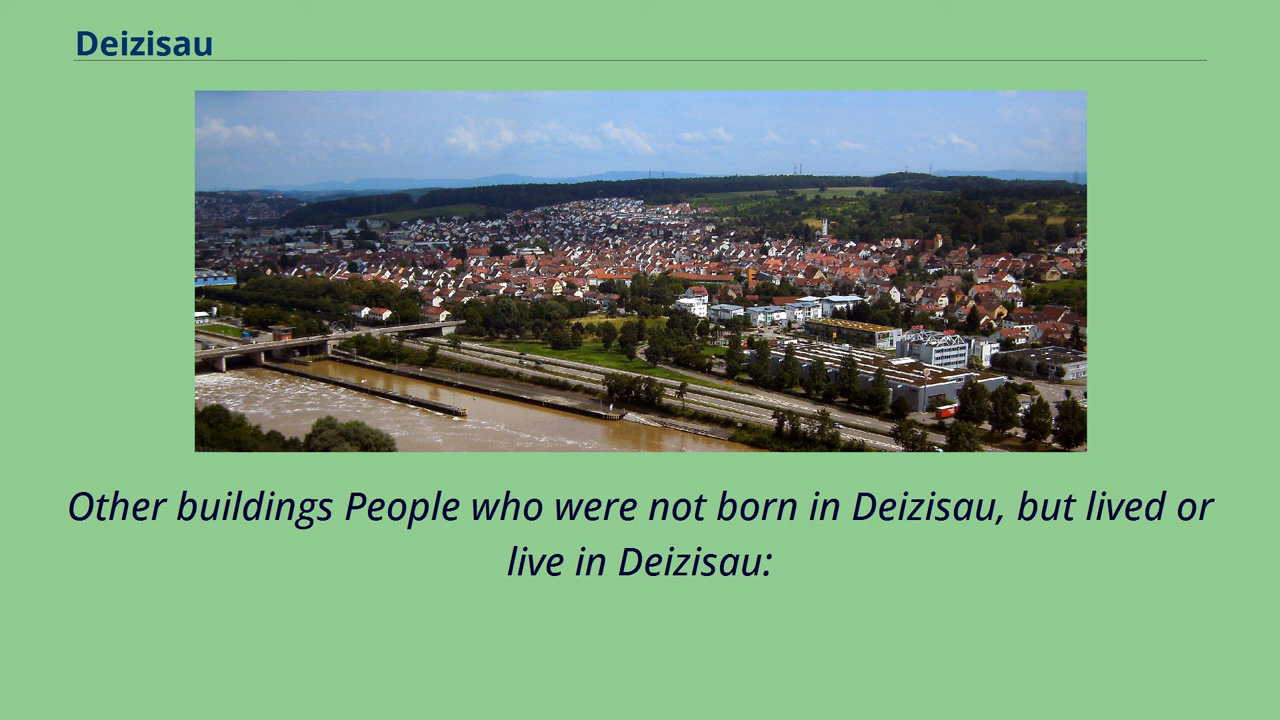 Deizisau
Other buildings People who were not born in Deizisau, but lived or
live in Deizisau: